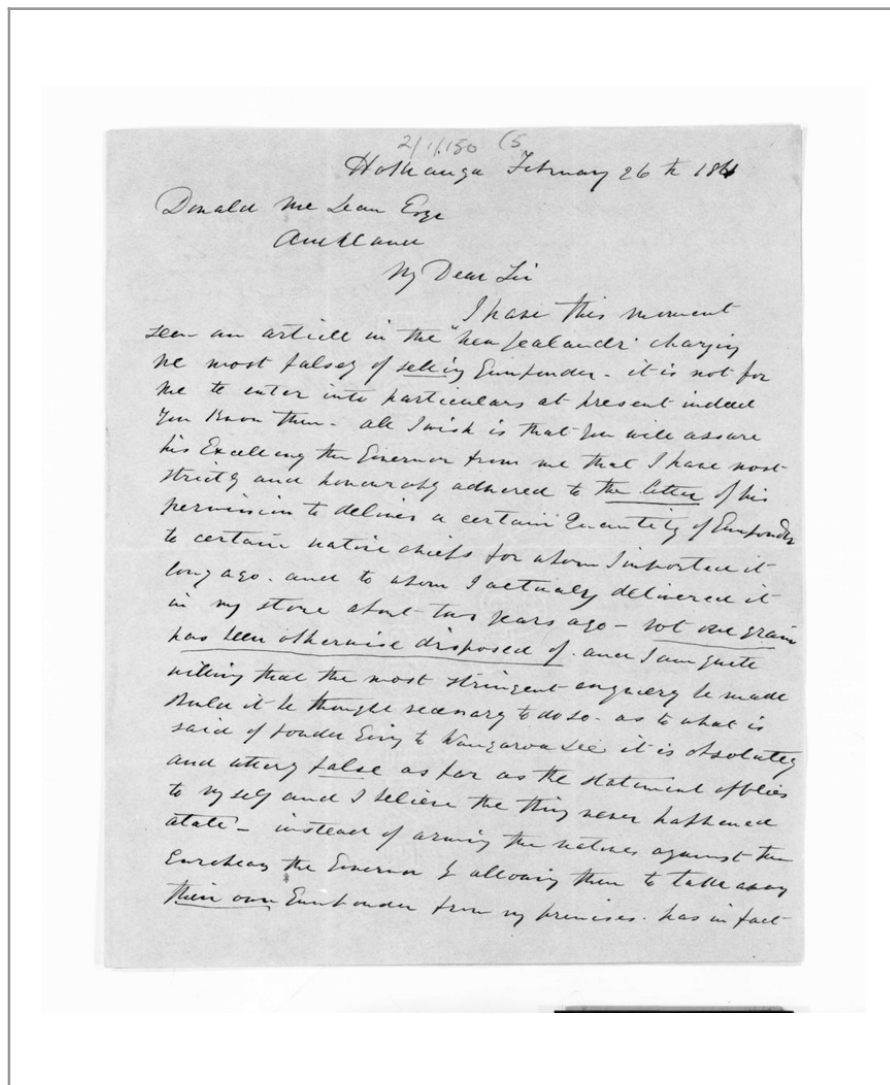 2/1/150 (5
Hokianga February 26th 1861
Donald McLean Esqr
Auckland
My Dear Sir
I have this moment
seen an article in the "New Zealander" charging
me most falsely of selling Gunpowder - it is not for
me to enter into particulars at present indeed
you know them - all I wish is that you will assure
his Excellency the Governor from me that I have most
strictly and honourably adhered to the letter of his
permission to deliver a certain Quantity of Gunpowder
to certain native chiefs for whom I imported it
long ago. and to whom I actually delivered it
in my store about two years ago - not one grain
has been otherwise disposed of. and I am quite
willing that the most stringent enquiery be made
should it be thought necessary to do so - as to what is
said of powder going to Wangaroa it is absolutely
and uttery false as far as the statement applies
to myself and I believe the thing never happened
atall - instead of arming the natives against the
Europeans the Governor by allowing them to take away
their own Gunpowder from my premises. has in fact